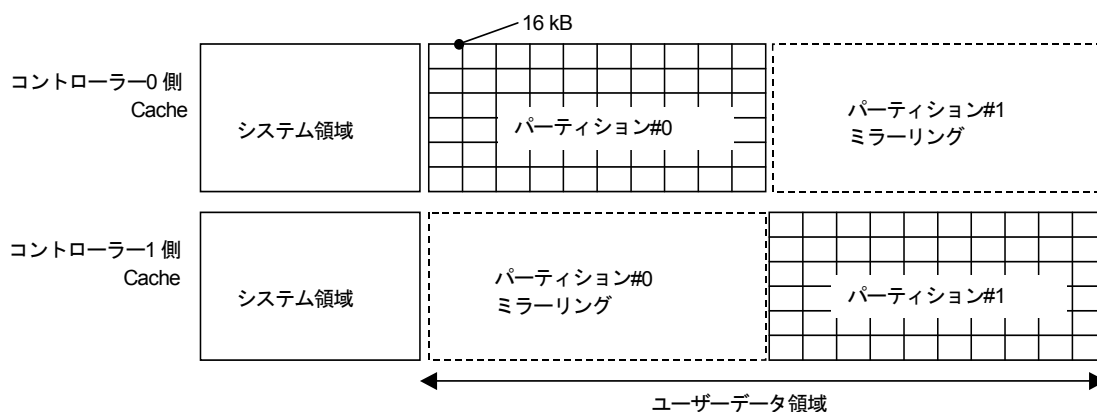 16 kB
コントローラー0 側
Cache
システム領域
パーティション#0
パーティション#1
ミラーリング
コントローラー1 側
Cache
システム領域
パーティション#0
ミラーリング
パーティション#1
ユーザーデータ領域